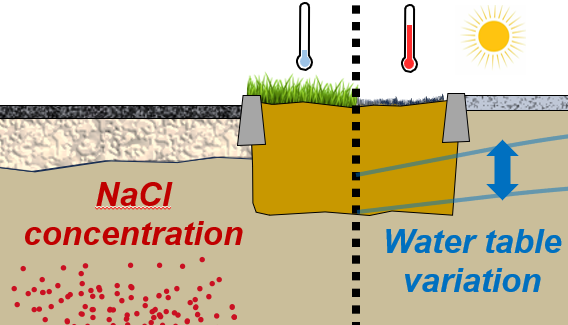 NaCl
concentration
Water table
variation